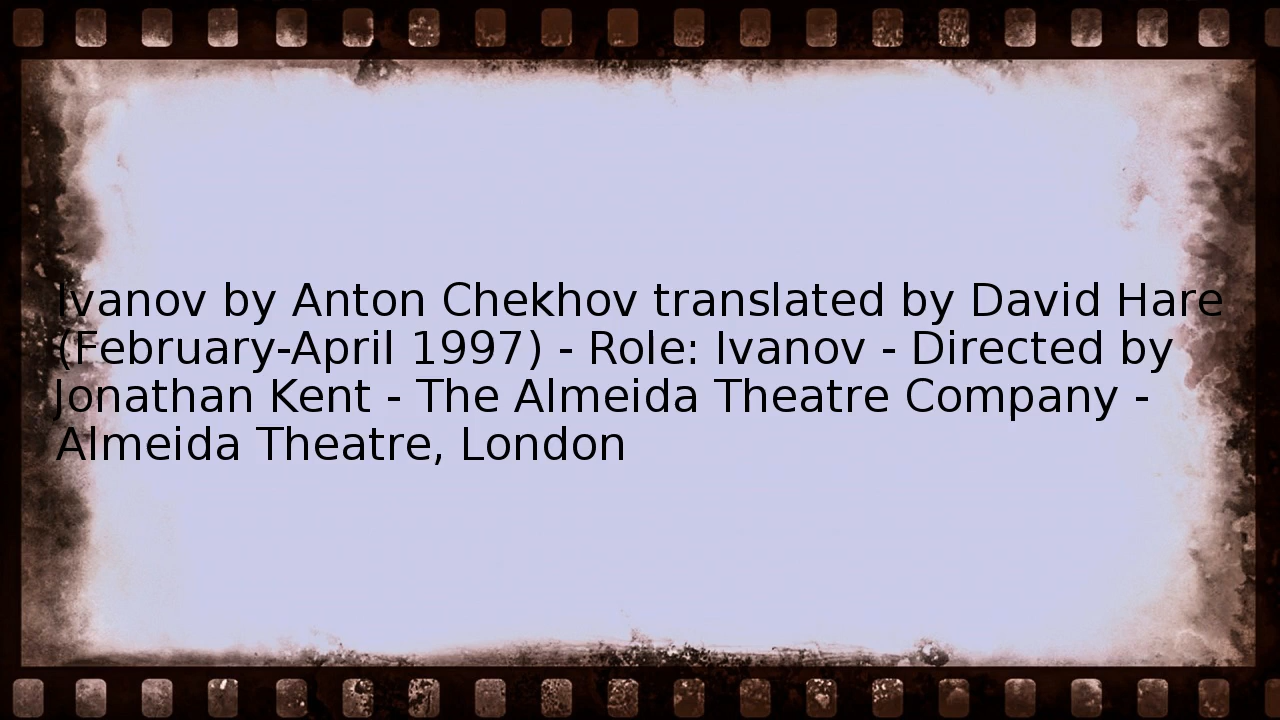 Ivanov by Anton Chekhov translated by David Hare
(February-April 1997) - Role: Ivanov - Directed by
Jonathan Kent - The Almeida Theatre Company -
Almeida Theatre, London